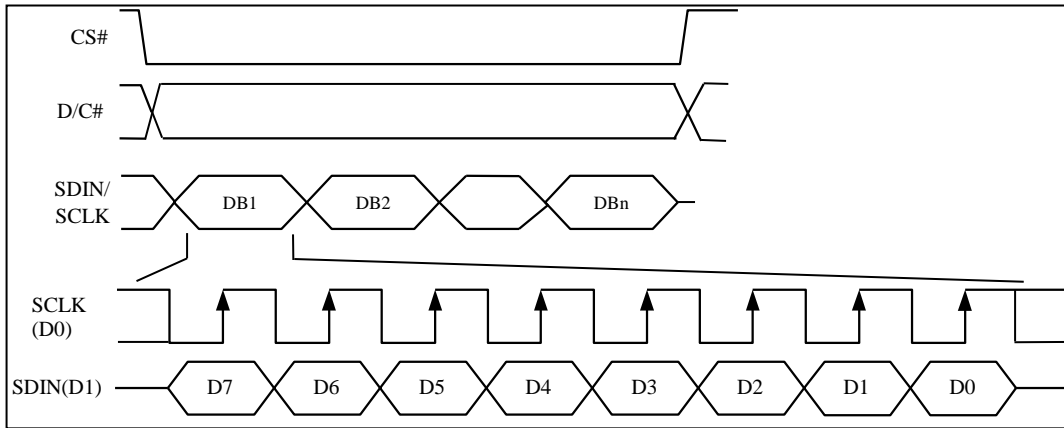 CS#
D/C#
SDIN/
SCLK
DB1 DB2 DBn
SCLK
(D0)
SDIN(D1) D7 D6 D5 D4 D3 D2 D1 D0